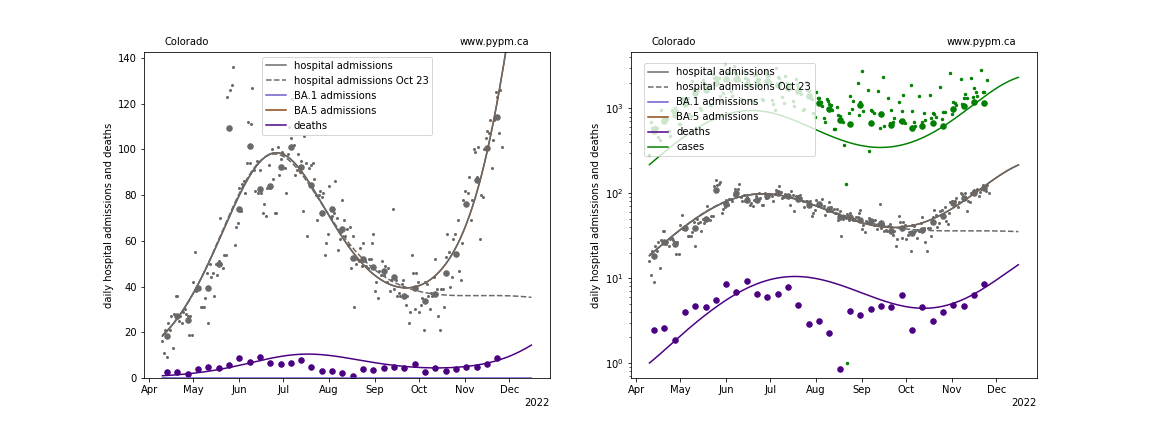 Colorado
www.pypm.ca
daily hospital admissions and deaths
140
120
100
80
60
40
20
0
hospital admissions
hospital admissions Oct 23
BA.1 admissions
BA.5 admissions
deaths
Apr May Jun Jul Aug Sep Oct Nov Dec
2022
Colorado
www.pypm.ca
daily hospital admissions and deaths
10³
10²
10¹
10⁰
hospital admissions
hospital admissions Oct 23
BA.1 admissions
BA.5 admissions
deaths
cases
Apr May Jun Jul Aug Sep Oct Nov Dec
2022